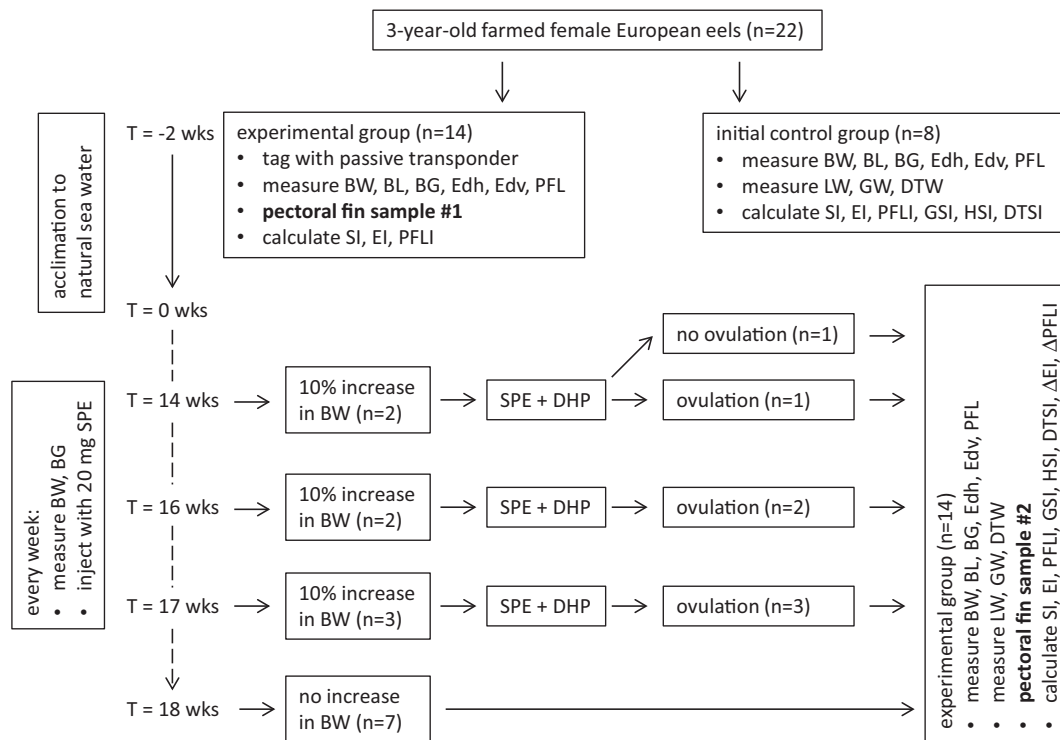 3-year-old farmed female European eels (n=22)
acclimation to
natural sea water
T = -2 wks
experimental group (n=14)
• tag with passive transponder
• measure BW, BL, BG, Edh, Edv, PFL
• pectoral fin sample #1
• calculate SI, EI, PFLI
initial control group (n=8)
• measure BW, BL, BG, Edh, Edv, PFL
• measure LW, GW, DTW
• calculate SI, EI, PFLI, GSI, HSI, DTSI
T = 0 wks
every week:
• measure BW, BG
• inject with 20 mg SPE
no ovulation (n=1)
T = 14 wks
10% increase
in BW (n=2)
SPE + DHP
ovulation (n=1)
T = 16 wks
10% increase
in BW (n=2)
SPE + DHP
ovulation (n=2)
T = 17 wks
10% increase
in BW (n=3)
SPE + DHP
ovulation (n=3)
T = 18 wks
no increase
in BW (n=7)
experimental group (n=14)
• measure BW, BL, BG, Edh, Edv, PFL
• measure LW, GW, DTW
• pectoral fin sample #2
• calculate SI, EI, PFLI, GSI, HSI, DTSI, ΔEI, ΔPFLI